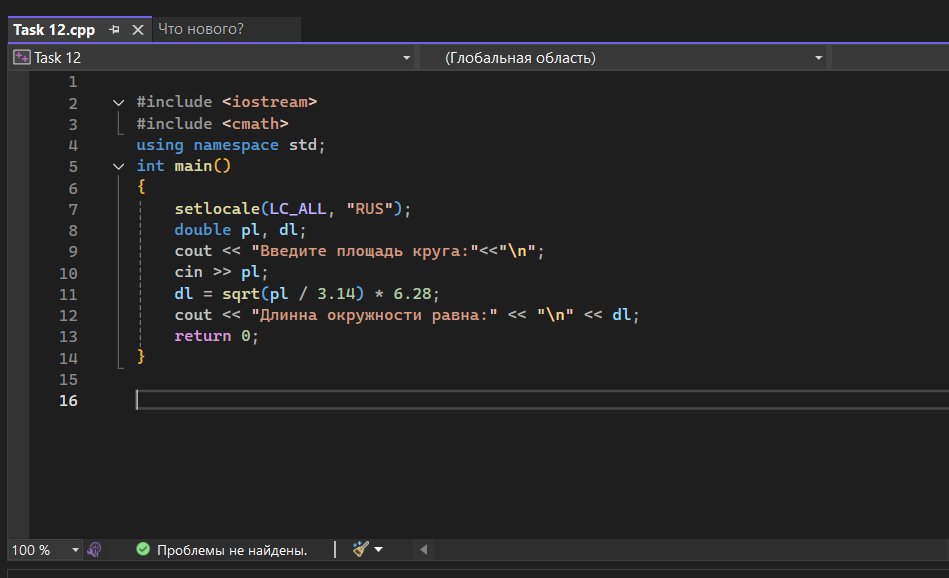 Task 12.cpp Что нового?
Task 12 (Глобальная область)
1
2 #include <iostream>
3 #include <cmath>
4 using namespace std;
5 int main()
6 {
7 setlocale(LC_ALL, "RUS");
8 double pl, dl;
9 cout << "Введите площадь круга:"<<"\n";
10 cin >> pl;
11 dl = sqrt(pl / 3.14) * 6.28;
12 cout << "Длинна окружности равна:" << "\n" << dl;
13 return 0;
14 }
15
16
100 % Проблемы не найдены.